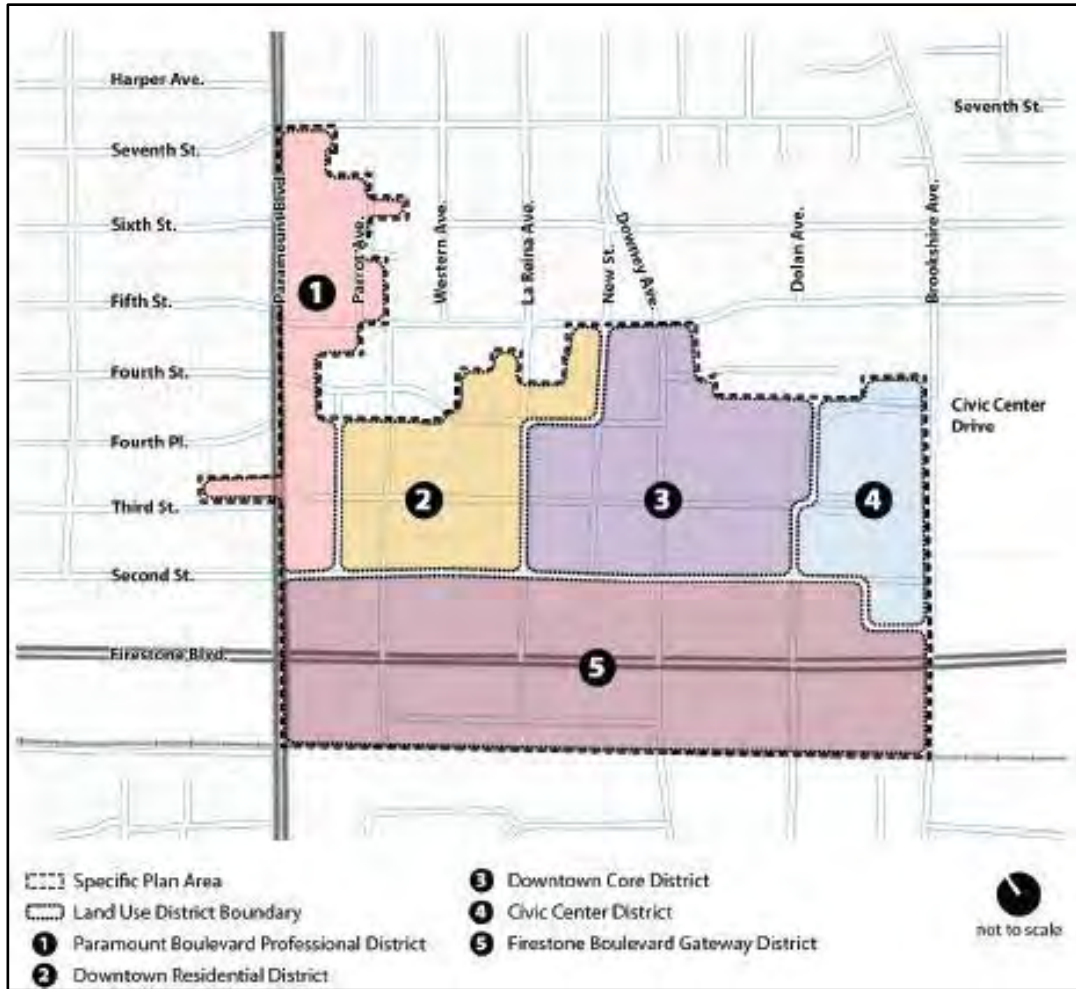 Harper Ave.
Seventh St.
Seventh St.
Sixth St.
Paramount Blvd.
Parrot Ave.
Western Ave.
La Reina Ave.
New St.
Downey Ave.
Dolan Ave.
Brookshire Ave.
1
Fifth St.
Fourth St.
Civic Center
Drive
Fourth Pl.
2
3
4
Third St.
Second St.
Firestone Blvd.
5
Specific Plan Area
Land Use District Boundary
1 Paramount Boulevard Professional District
2 Downtown Residential District
3 Downtown Core District
4 Civic Center District
5 Firestone Boulevard Gateway District
not to scale